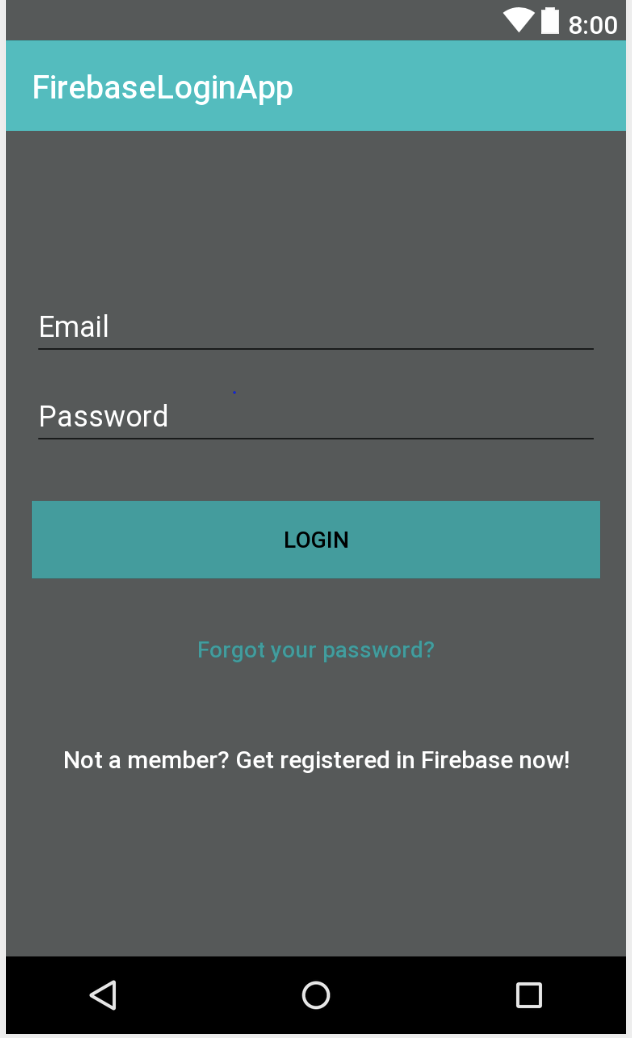 8:00
FirebaseLoginApp
Email
Password
LOGIN
Forgot your password?
Not a member? Get registered in Firebase now!